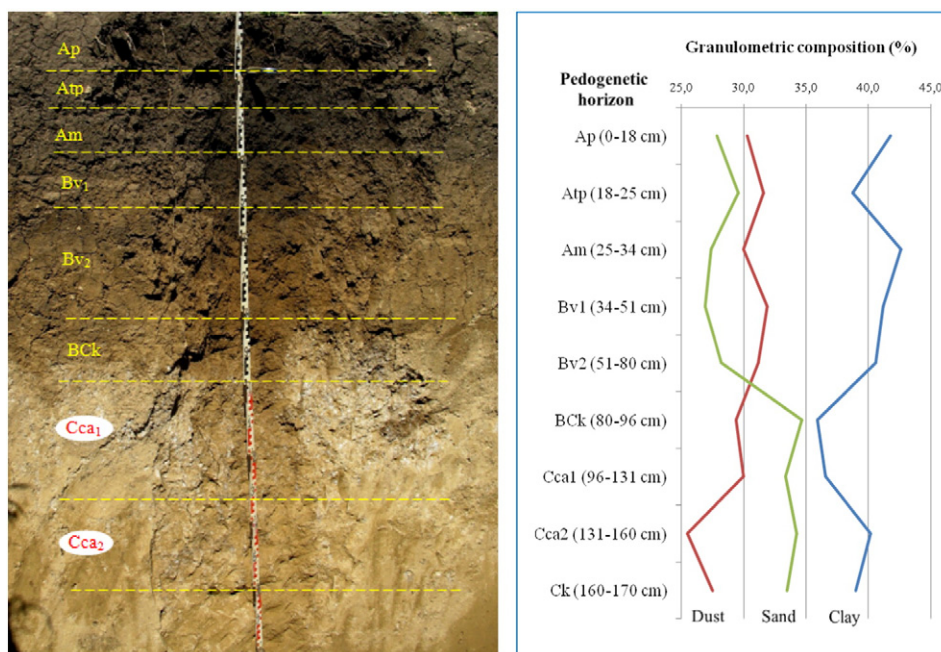 Ap
Atp
Am
Bv1
Bv2
BCk
Cca1
Cca2
Granulometric composition (%)
Pedogenetic
horizon
25,0 30,0 35,0 40,0 45,0
Ap (0-18 cm)
Atp (18-25 cm)
Am (25-34 cm)
Bv1 (34-51 cm)
Bv2 (51-80 cm)
BCk (80-96 cm)
Cca1 (96-131 cm)
Cca2 (131-160 cm)
Ck (160-170 cm)
Dust Sand Clay